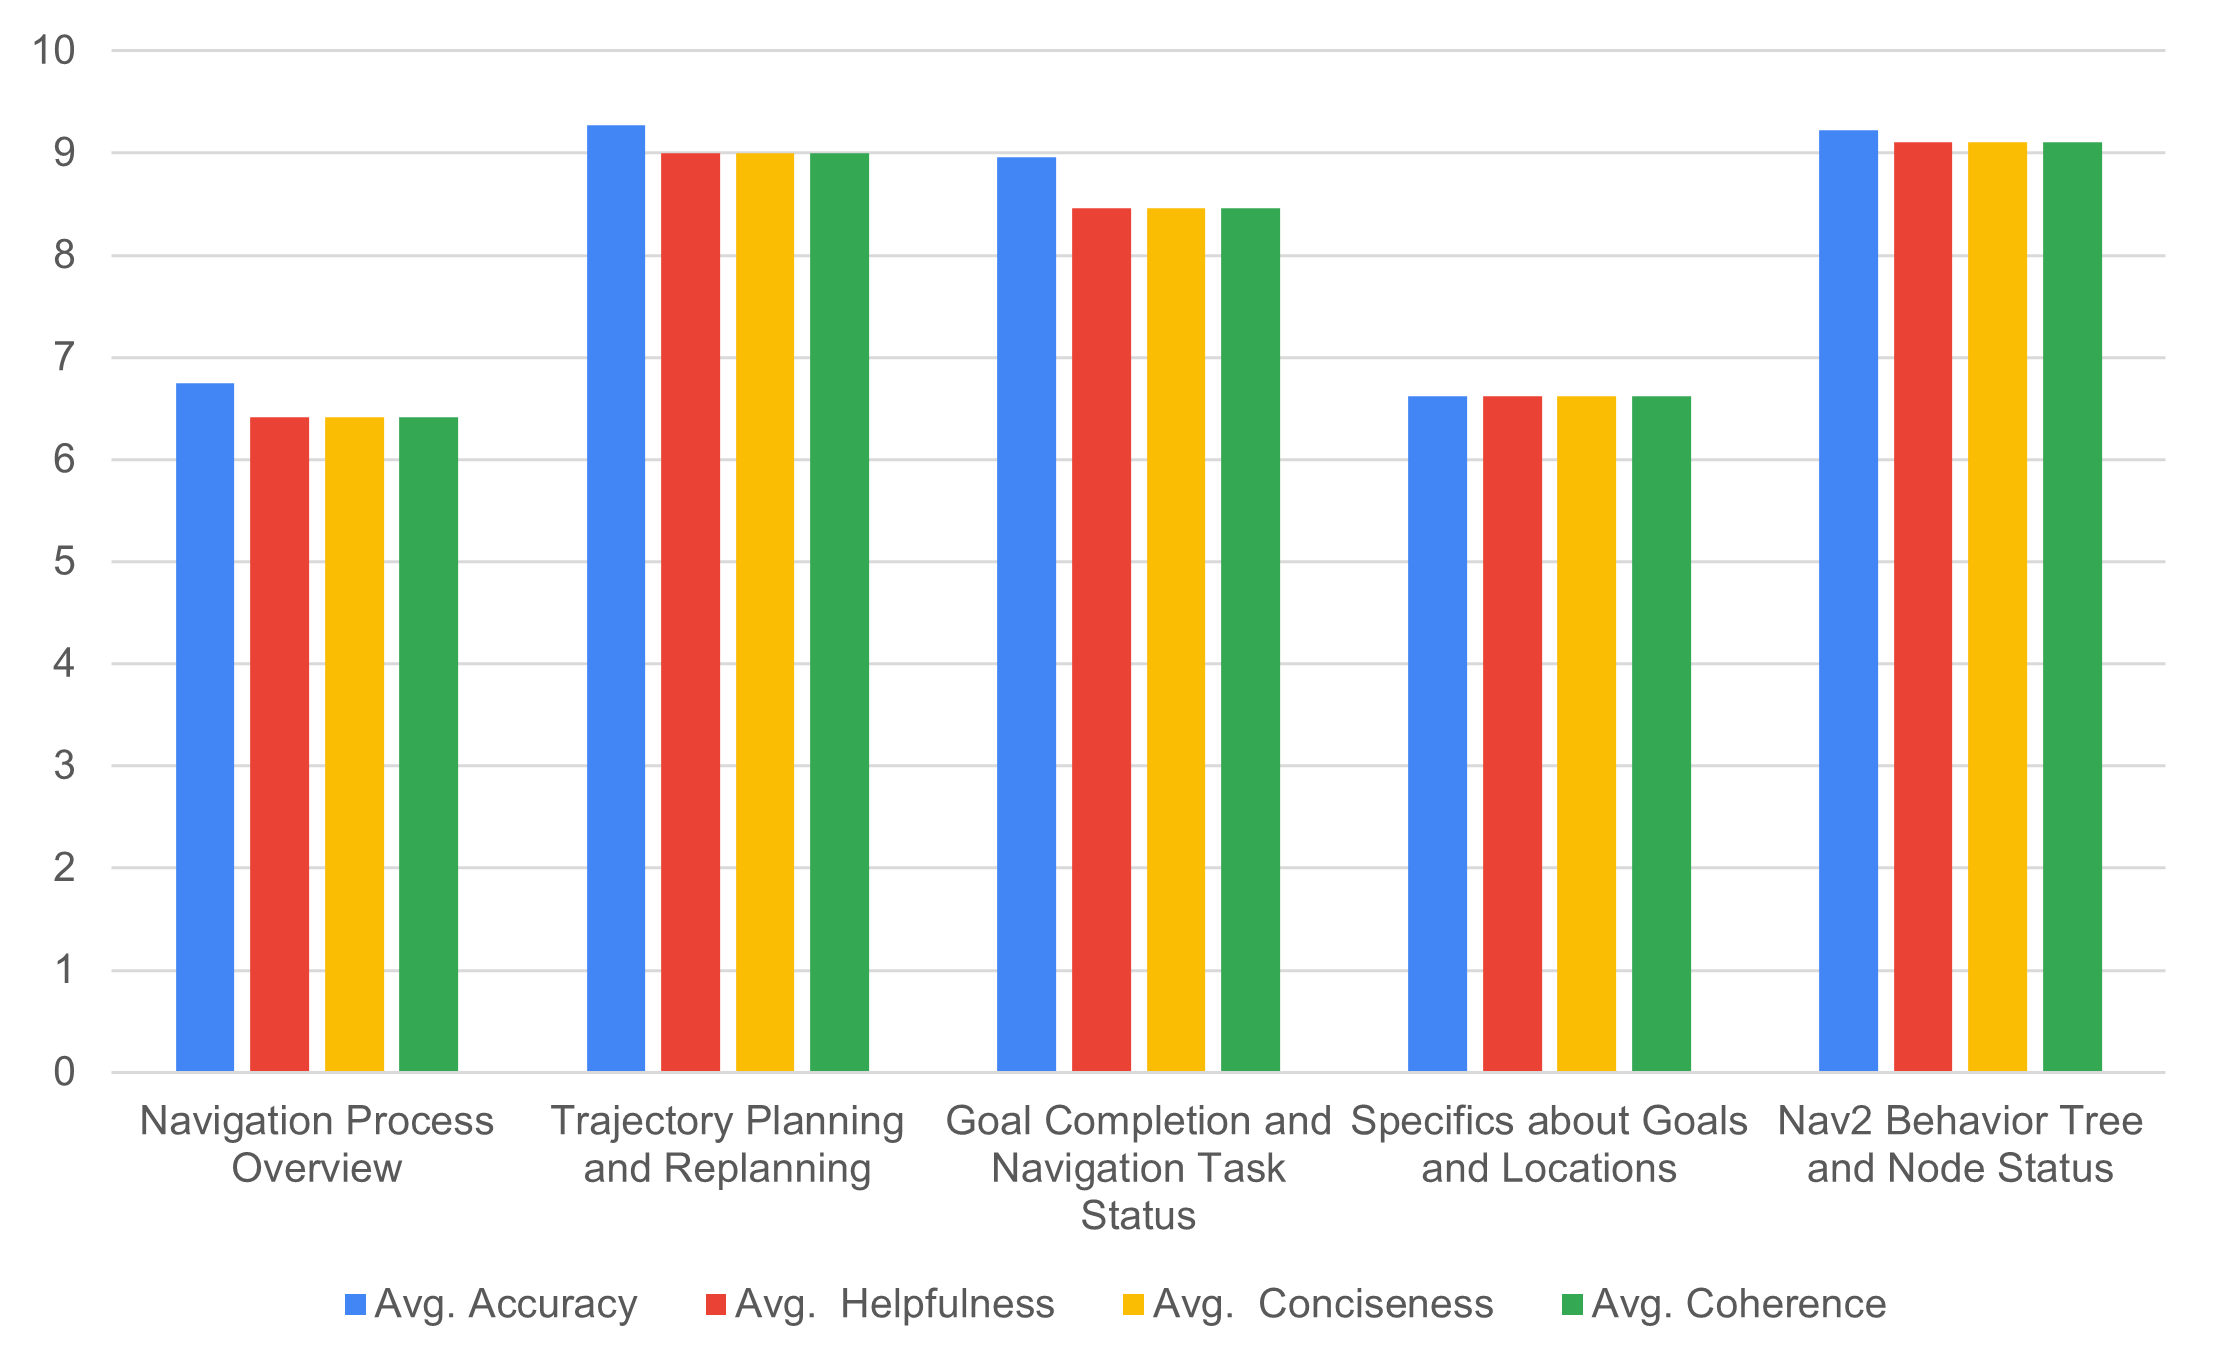 10
9
8
7
6
5
4
3
2
1
0
Navigation Process
Overview
Trajectory Planning
and Replanning
Goal Completion and
Navigation Task
Status
Specifics about Goals
and Locations
Nav2 Behavior Tree
and Node Status
Avg. Accuracy
Avg.  Helpfulness
Avg.  Conciseness
Avg. Coherence